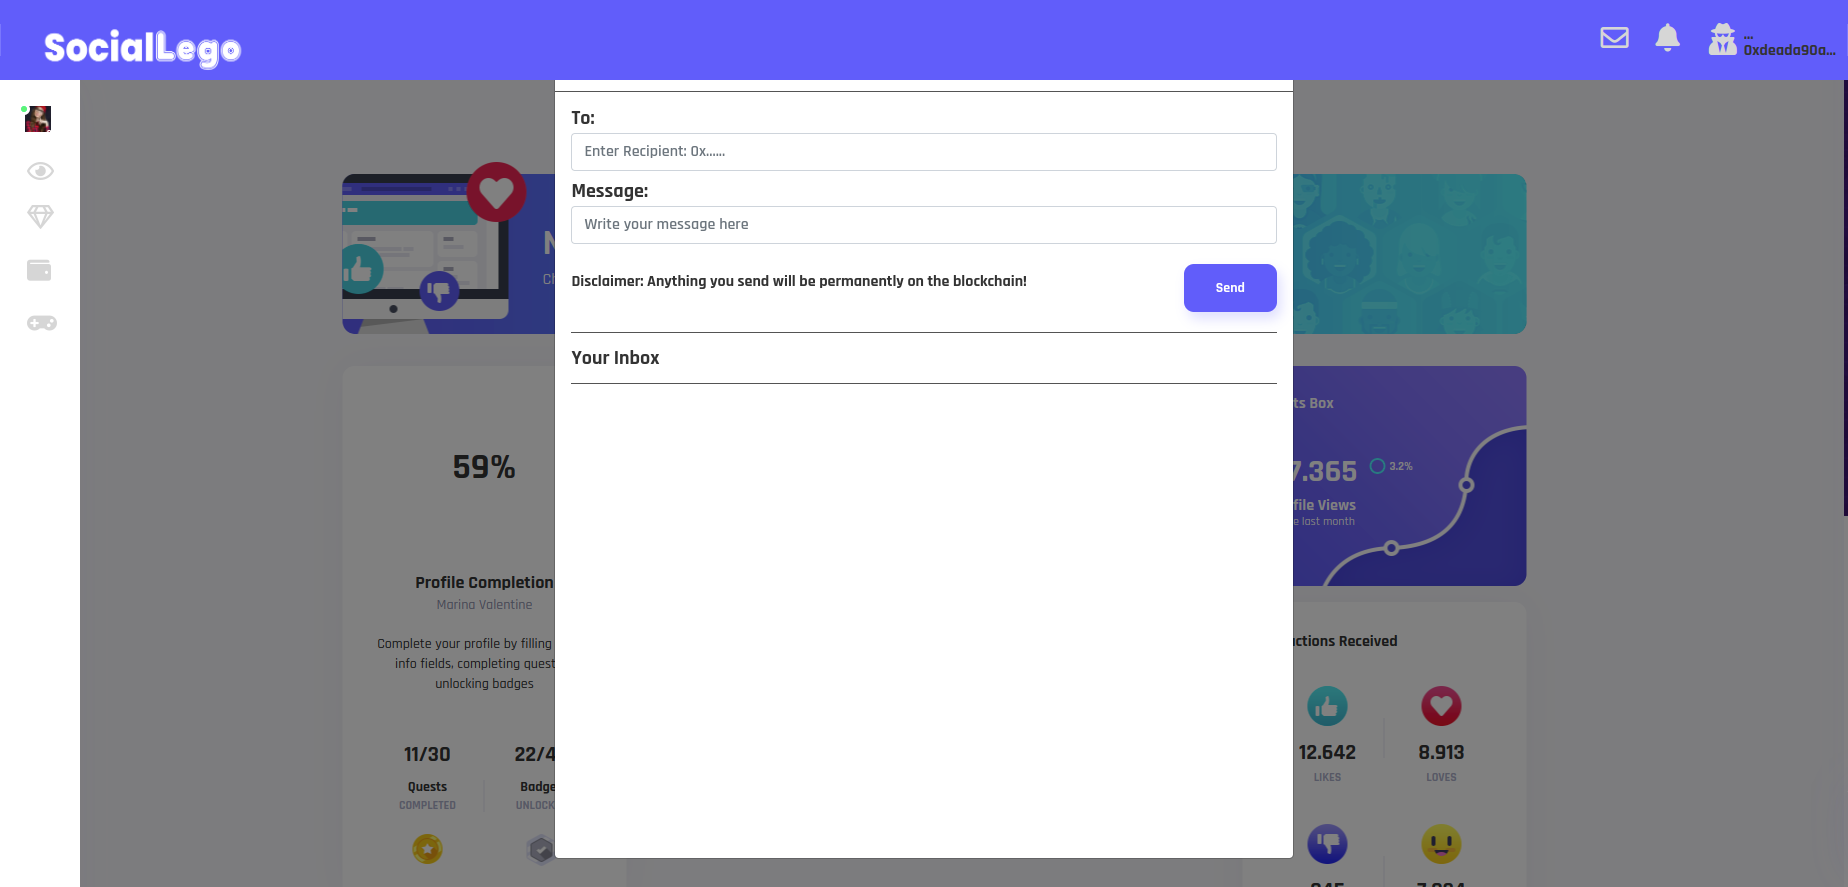 SocialLego
...
0xdeada90a...
To:
Enter Recipient: 0x......
Message:
Write your message here
Disclaimer: Anything you send will be permanently on the blockchain!
Send
Your Inbox
N
Ch
59%
Profile Completion
Marina Valentine
Complete your profile by filling
info fields, completing quest
unlocking badges
11/30
22/4
Quests
Badge
COMPLETED
UNLOCK
ts Box
7.365
3.2%
file Views
e last month
ctions Received
12.642
8.913
LIKES
LOVES